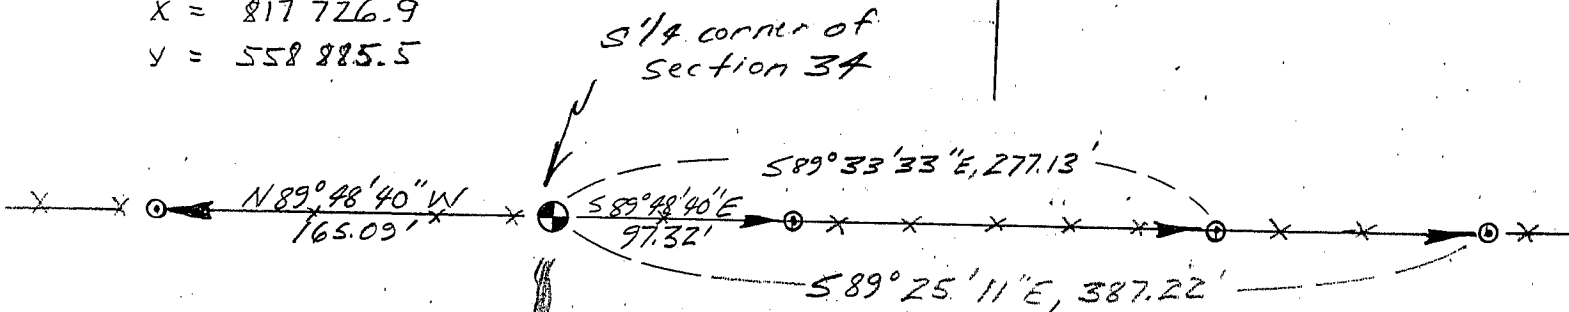 X = 817 726.9
Y = 558 885.5
S 1/4 corner of
section 34
S89°33'33"E, 277.13'
N89°48'40"W
165.09'
S89°48'40"E
97.32'
S89°25'11"E, 387.22'